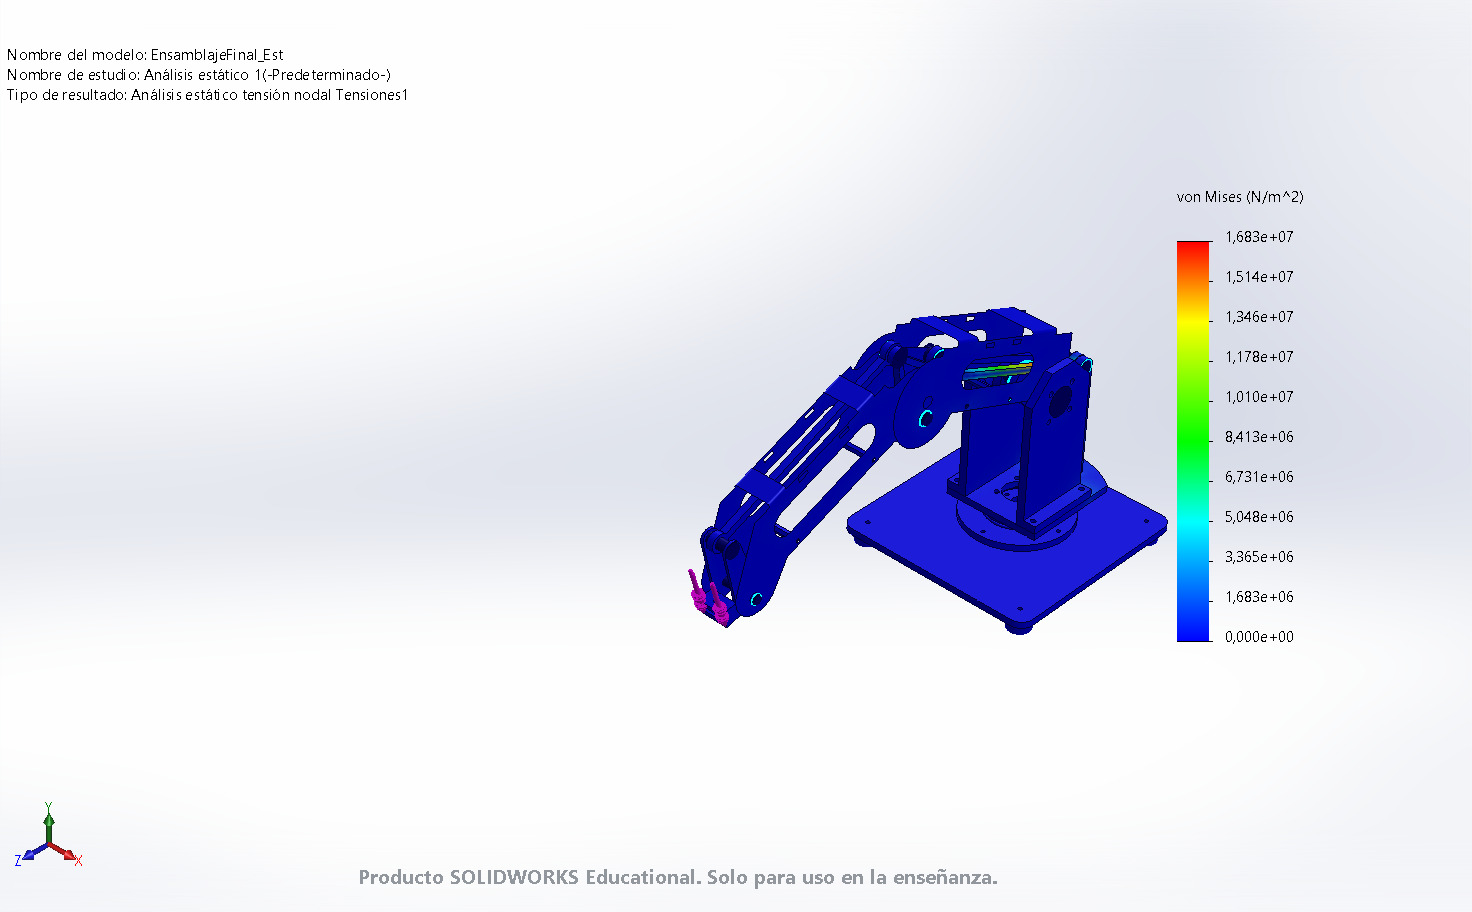 Nombre del modelo: EnsamblajeFinal_Est
Nombre de estudio: Análisis estático 1(-Predeterminado-)
Tipo de resultado: Análisis estático tensión nodal Tensiones1
von Mises (N/m^2)
1,683e+07
1,514e+07
1,346e+07
1,178e+07
1,010e+07
8,413e+06
6,731e+06
5,048e+06
3,365e+06
1,683e+06
0,000e+00
Y
Z
X
Producto SOLIDWORKS Educational. Solo para uso en la enseñanza.